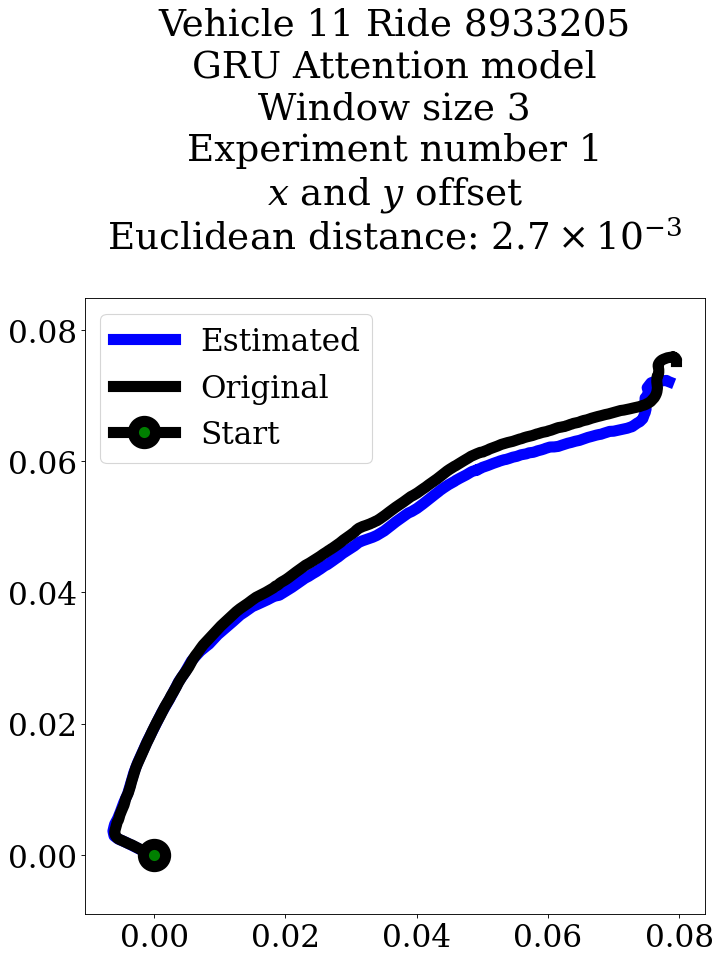 Vehicle 11 Ride 8933205
GRU Attention model
Window size 3
Experiment number 1
x and y offset
Euclidean distance: 2.7 × 10⁻³
Estimated
Original
Start
0.08
0.06
0.04
0.02
0.00
0.00 0.02 0.04 0.06 0.08